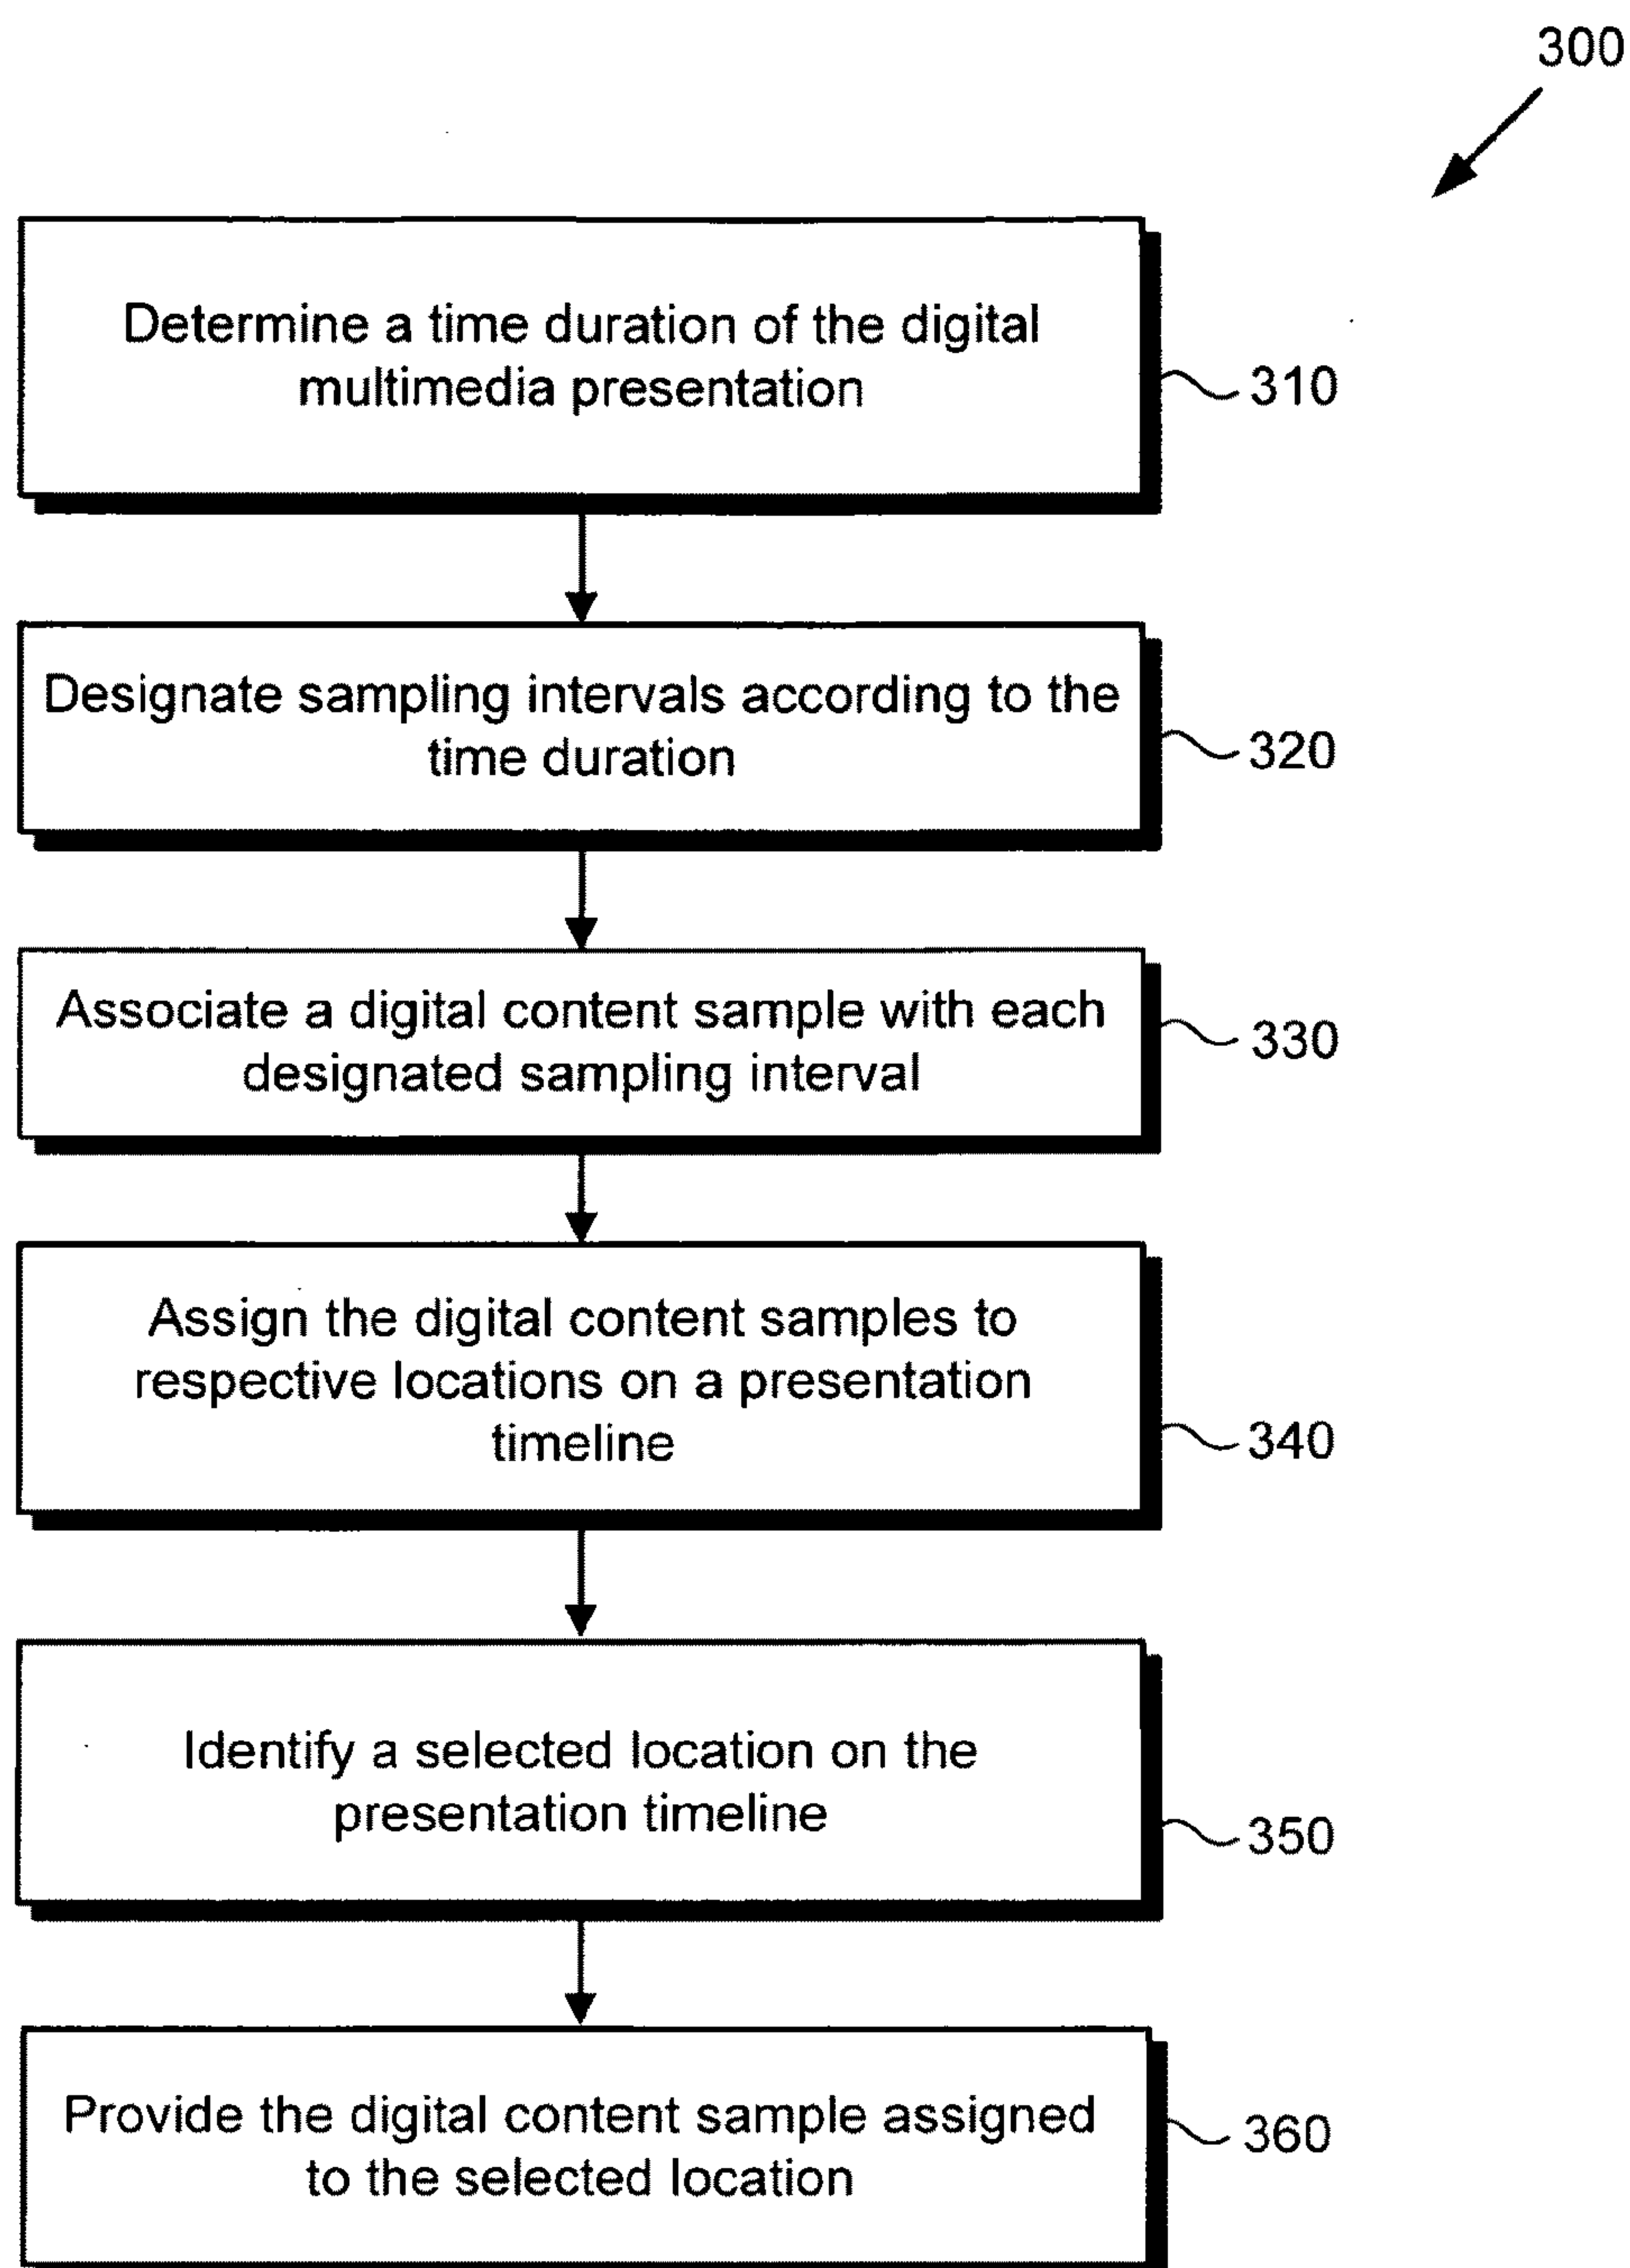 300
Determine a time duration of the digital
multimedia presentation
310
Designate sampling intervals according to the
time duration
320
Associate a digital content sample with each
designated sampling interval
330
Assign the digital content samples to
respective locations on a presentation
timeline
340
Identify a selected location on the
presentation timeline
350
Provide the digital content sample assigned
to the selected location
360